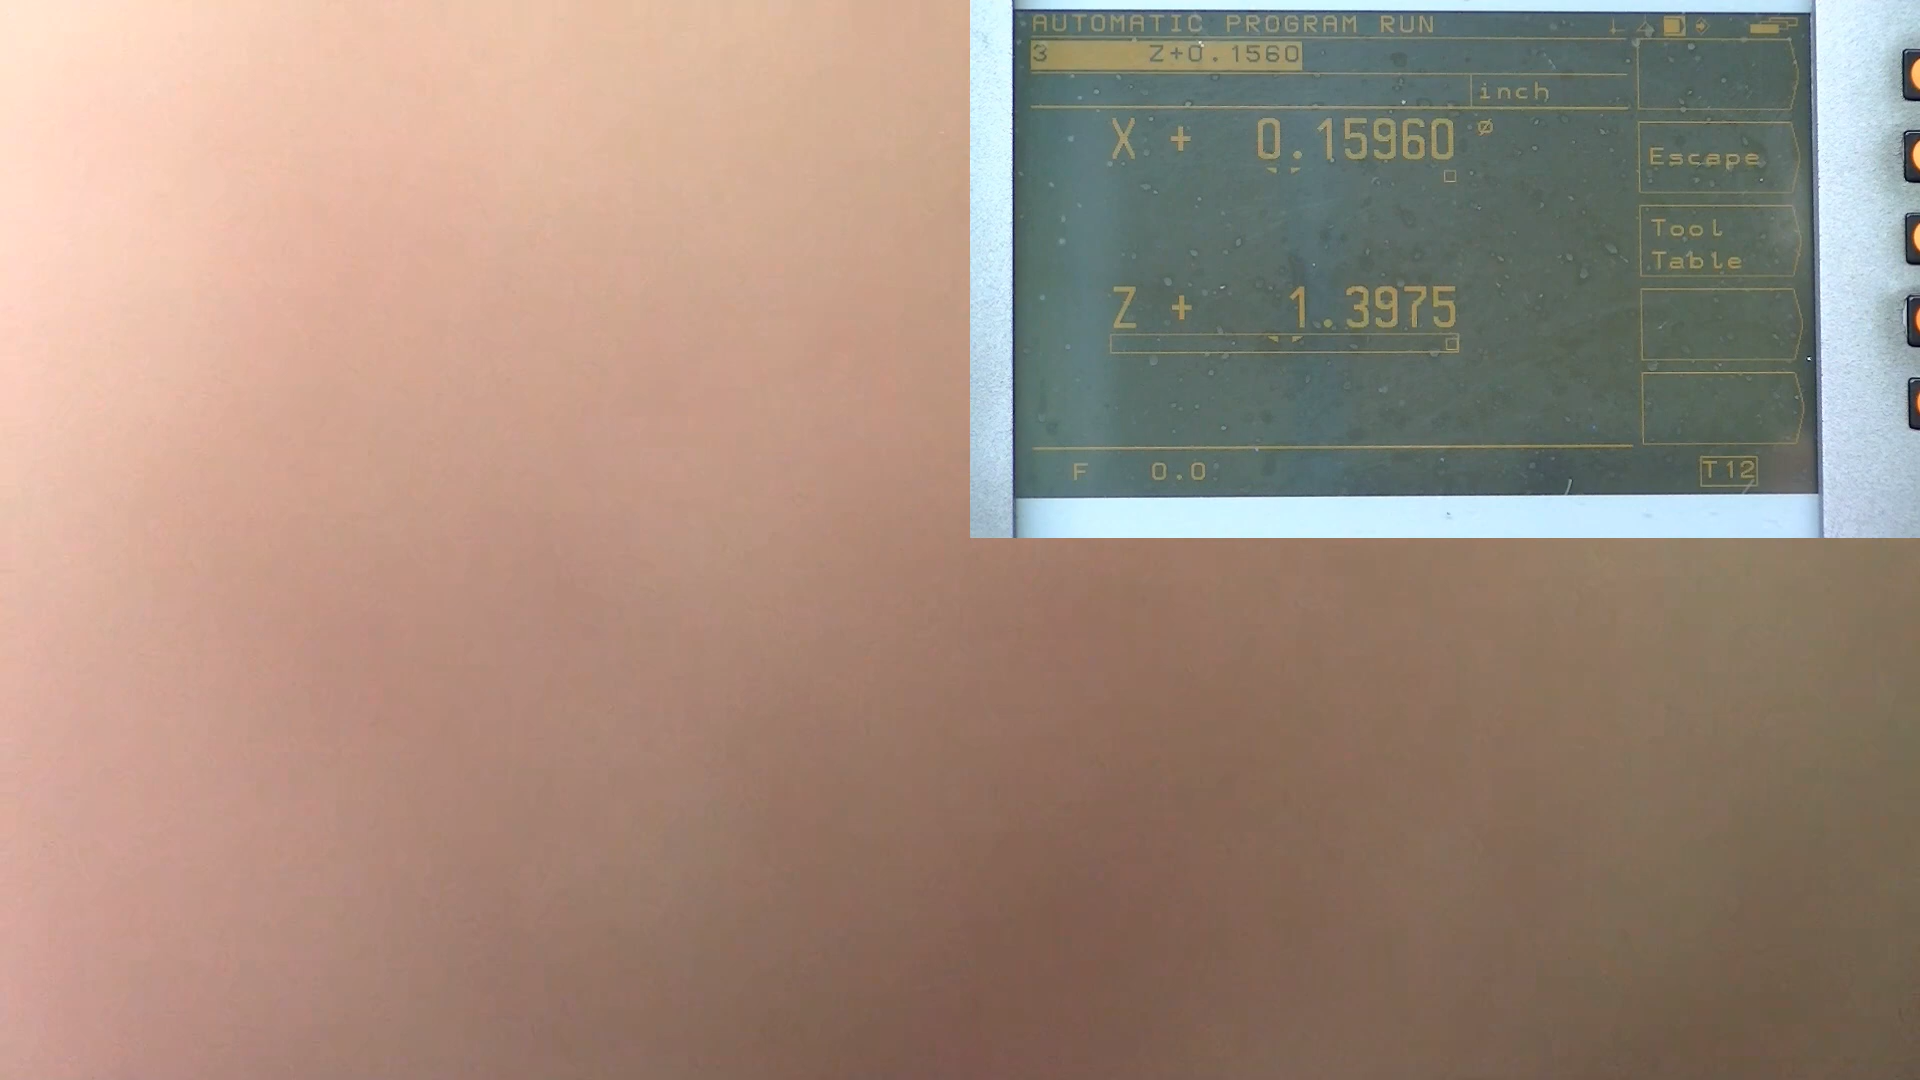 AUTOMATIC PROGRAM RUN
3 Z+0.1560
inch
X + 0.15960 ⌀
Escape
Tool
Table
Z + 1.3975
F 0.0
T12